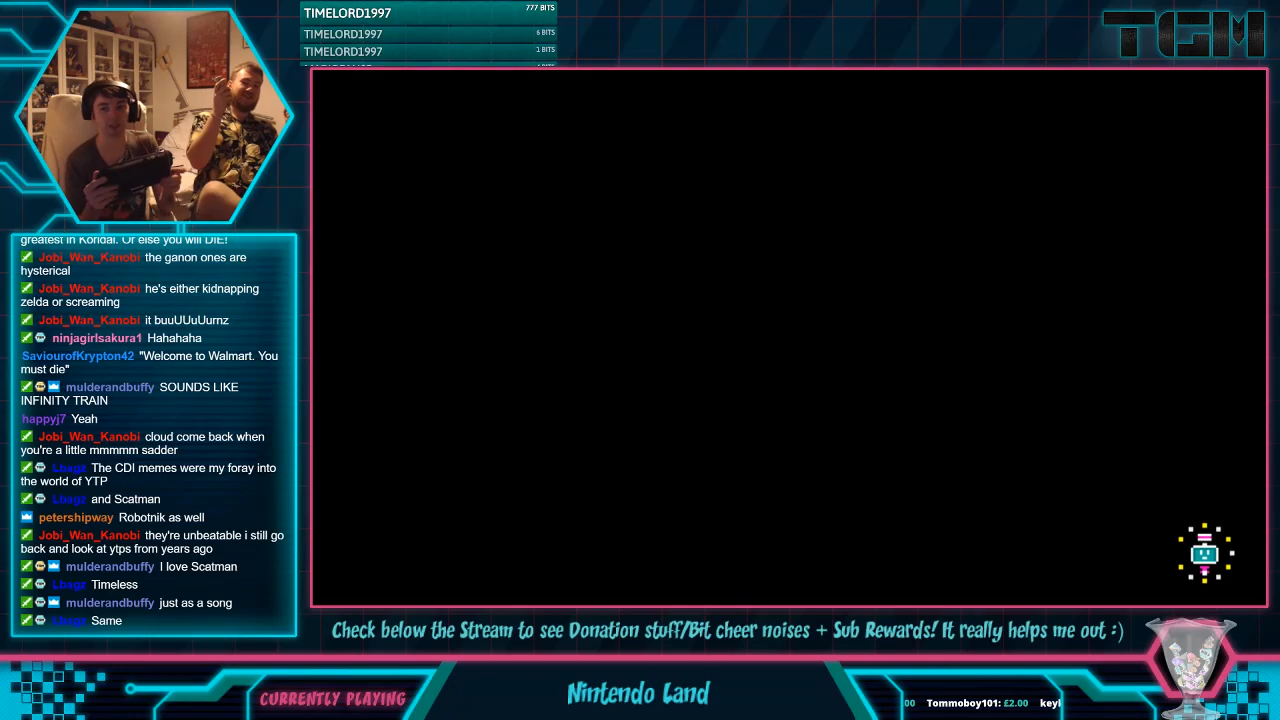 TIMELORD1997 777 BITS
TIMELORD1997 6 BITS
TIMELORD1997 1 BITS
TGM
greatest in Koridai. Or else you will DIE!
Jobi_Wan_Kanobi the ganon ones are
hysterical
Jobi_Wan_Kanobi he's either kidnapping
zelda or screaming
Jobi_Wan_Kanobi it buuUUuUurnz
ninjagirlsakura1 Hahahaha
SaviourofKrypton42 "Welcome to Walmart. You
must die"
mulderandbuffy SOUNDS LIKE
INFINITY TRAIN
happyj7 Yeah
Jobi_Wan_Kanobi cloud come back when
you're a little mmmmm sadder
Lbagz The CDI memes were my foray into
the world of YTP
Lbagz and Scatman
petershipway Robotnik as well
Jobi_Wan_Kanobi they're unbeatable i still go
back and look at ytps from years ago
mulderandbuffy I love Scatman
Lbagz Timeless
mulderandbuffy just as a song
Lbagz Same
Check below the Stream to see Donation stuff/Bit cheer noises + Sub Rewards! It really helps me out :)
CURRENTLY PLAYING
Nintendo Land
00 Tommoboy101: £2.00 keyl